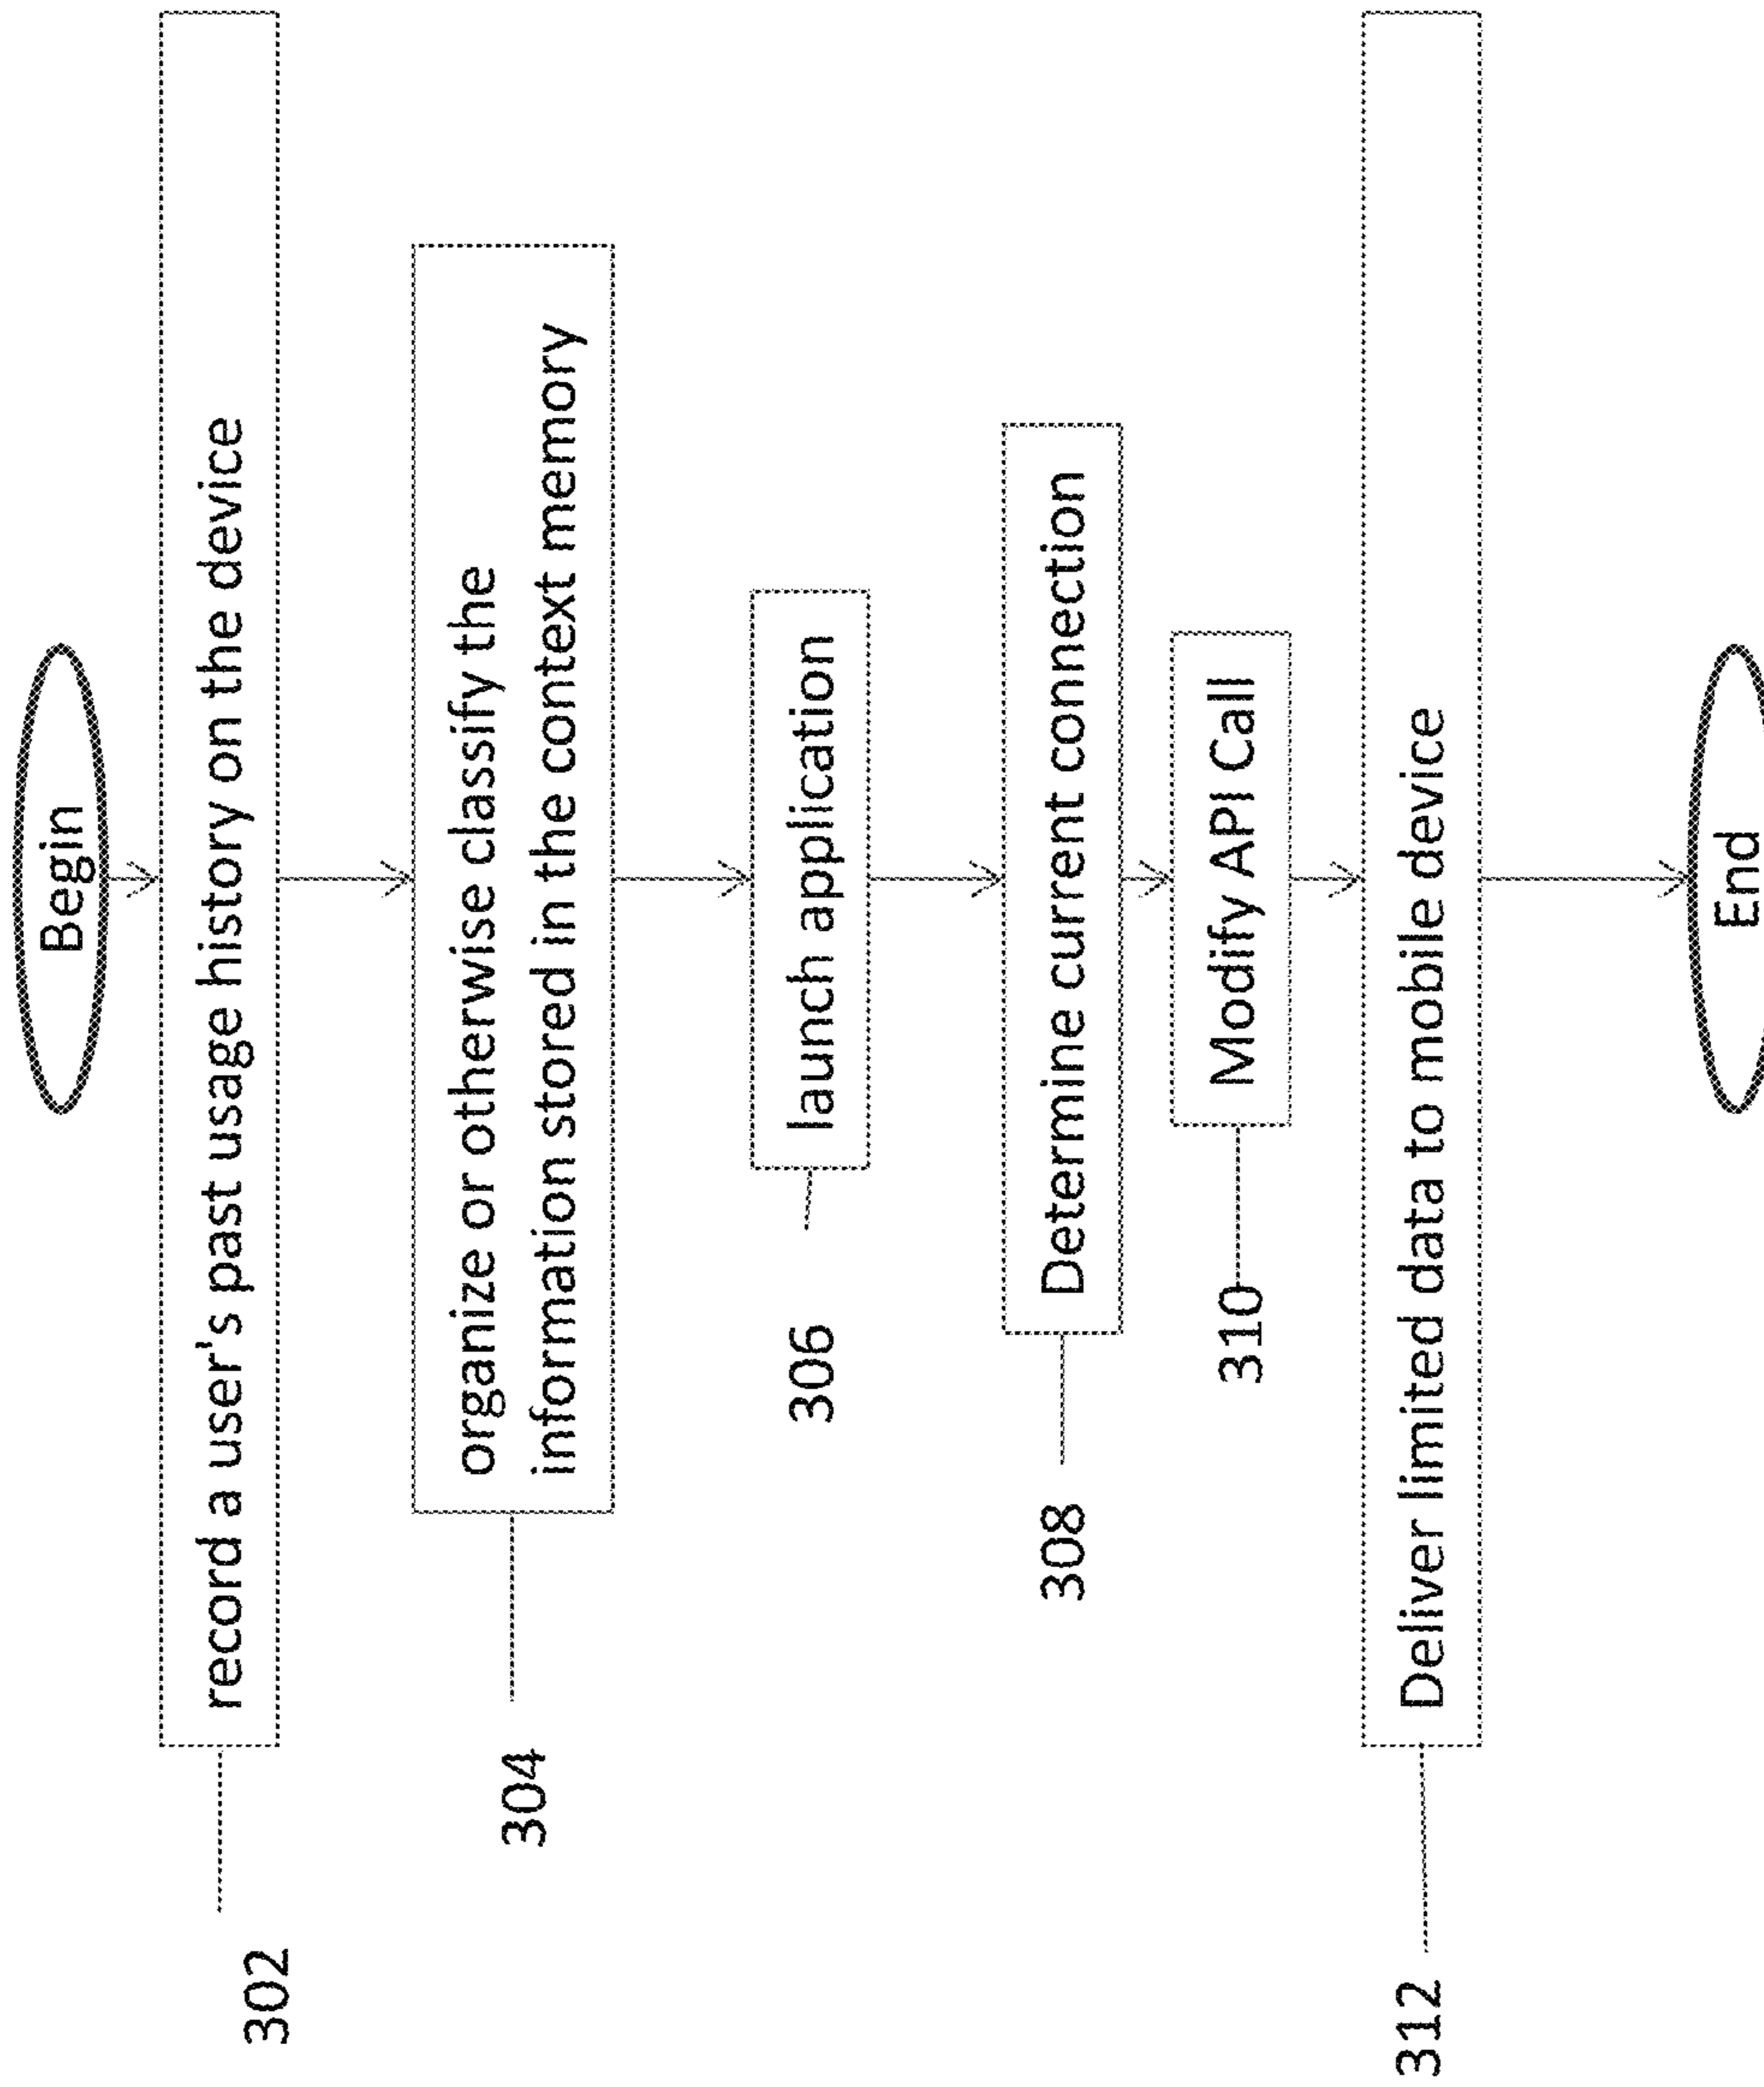 Begin
302
record a user's past usage history on the device
304
organize or otherwise classify the
information stored in the context memory
306
launch application
308
Determine current connection
310
Modify API Call
312
Deliver limited data to mobile device
End